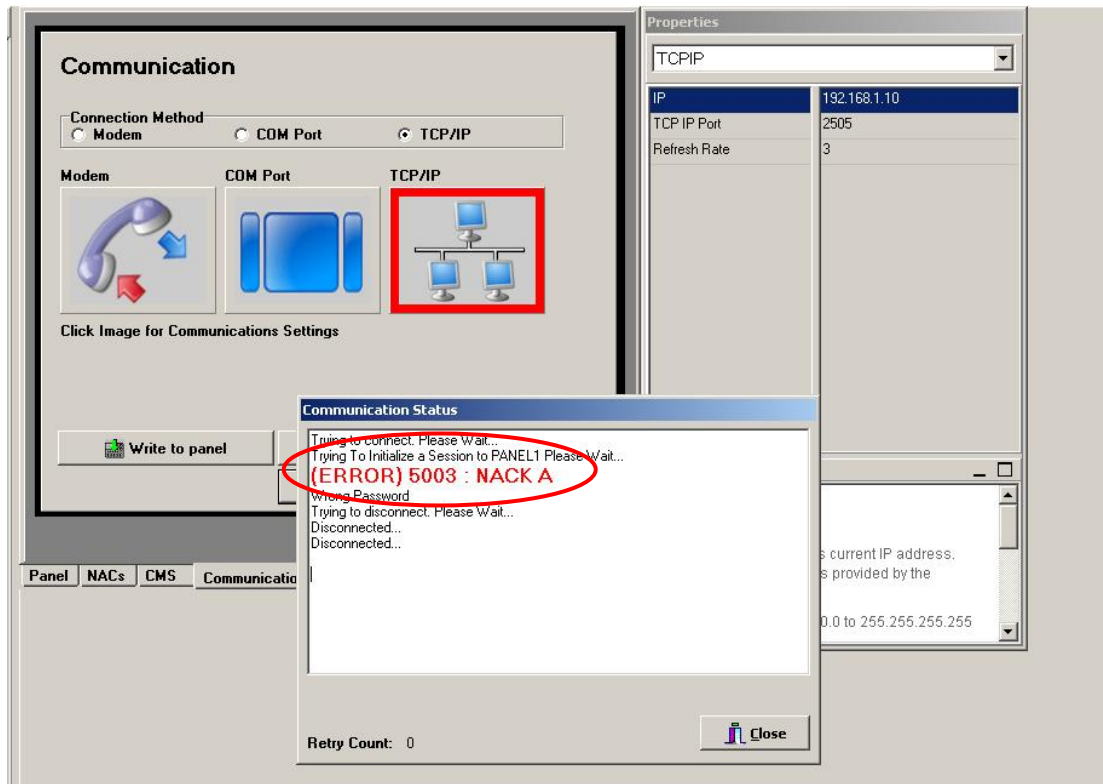 Communication
Connection Method
Modem COM Port TCP/IP
Modem COM Port TCP/IP
Click Image for Communications Settings
Write to panel
Panel NACs CMS Communicatio
Properties
TCPIP
IP 192.168.1.10
TCP IP Port 2505
Refresh Rate 3
s current IP address.
s provided by the
0.0 to 255.255.255.255
Communication Status
Trying to connect. Please Wait...
Trying To Initialize a Session to PANEL1 Please Wait...
(ERROR) 5003 : NACK A
Wrong Password
Trying to disconnect. Please Wait...
Disconnected...
Disconnected...
Retry Count: 0
Close